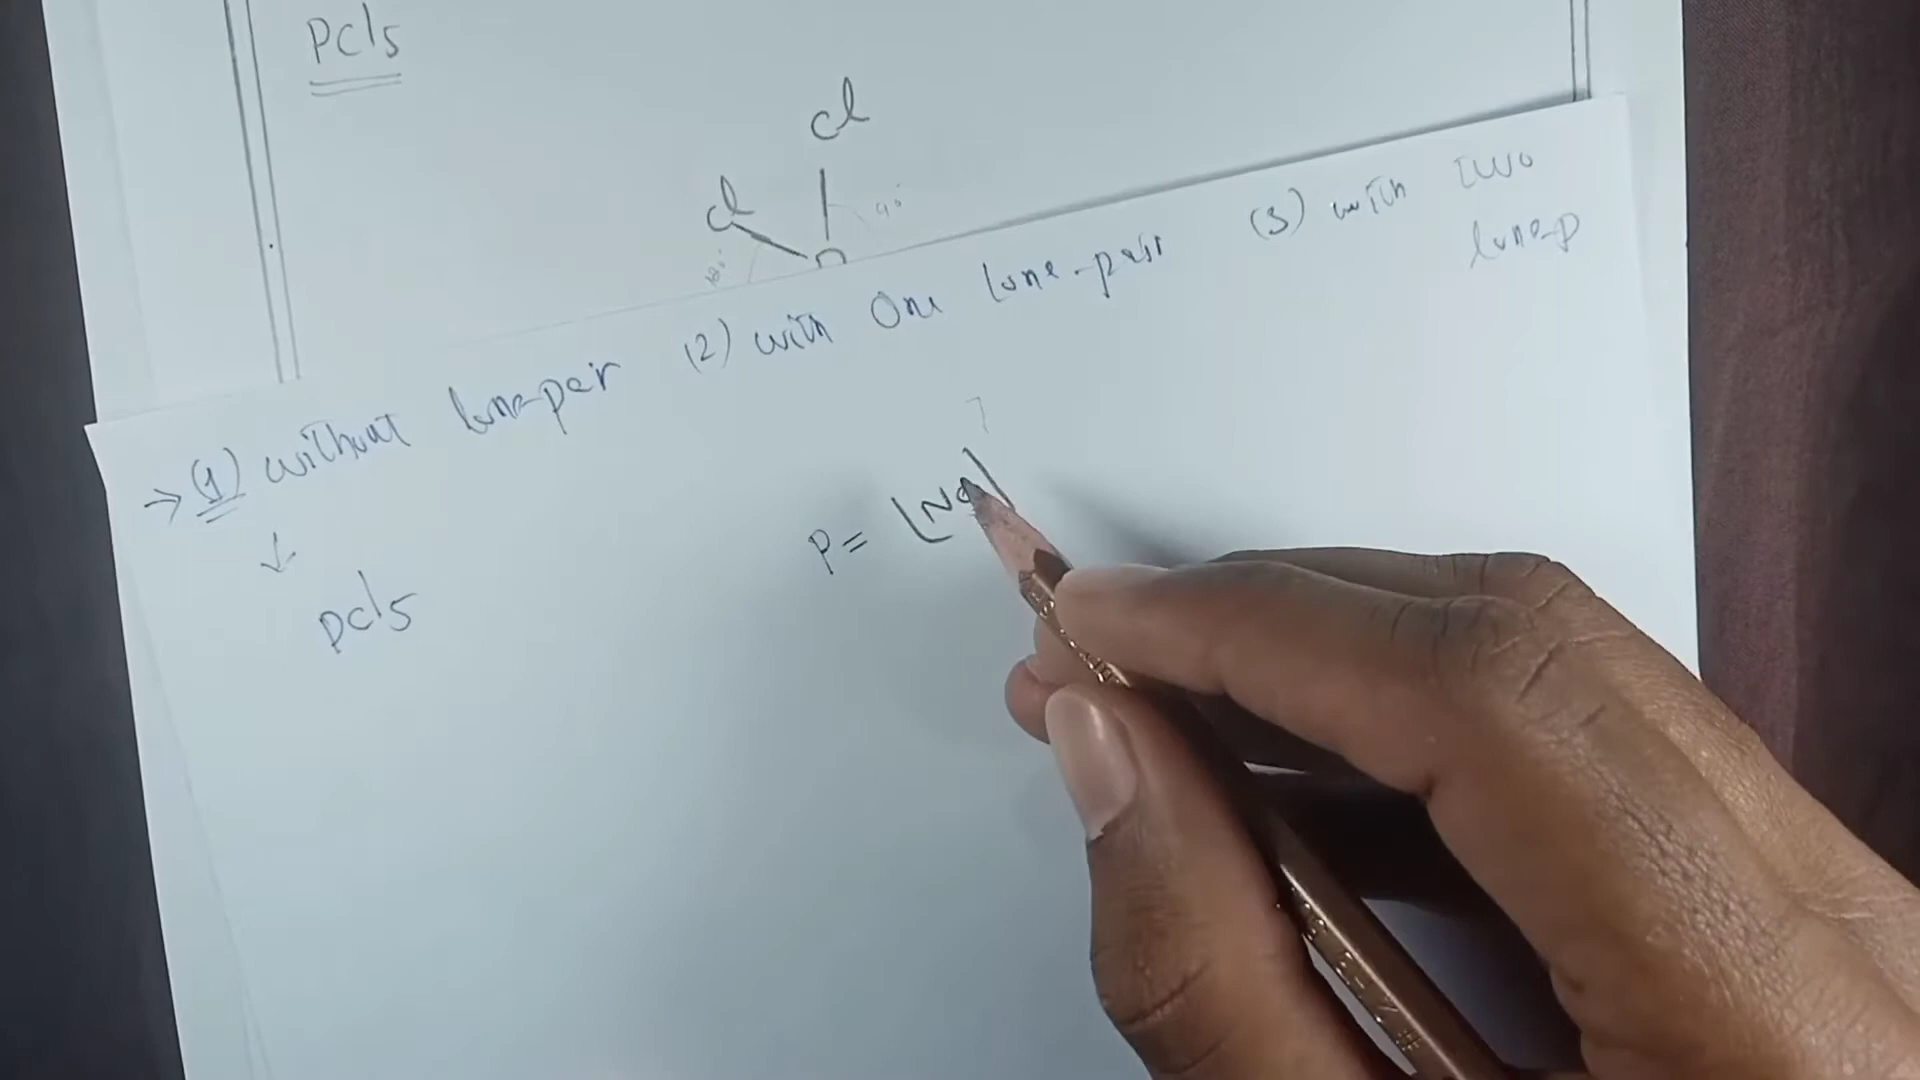 PCl5
Cl
Cl
90°
(1) without lone-pair (2) with One lone-pair (3) with two
lone-p
↓
pcl5
P = [Ne]